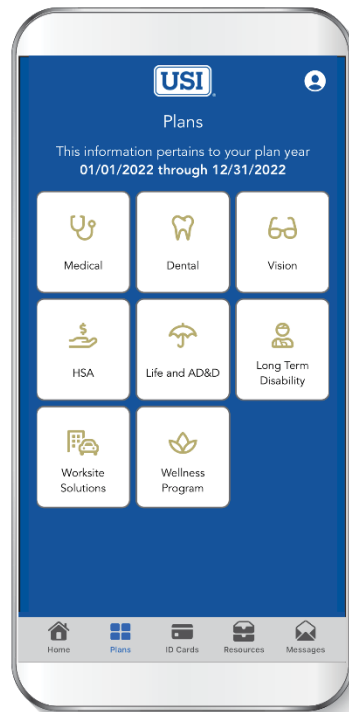 USI
Plans
This information pertains to your plan year
01/01/2022 through 12/31/2022
Medical
Dental
Vision
$
HSA
Life and AD&D
Long Term
Disability
Worksite
Solutions
Wellness
Program
Home
Plans
ID Cards
Resources
Messages